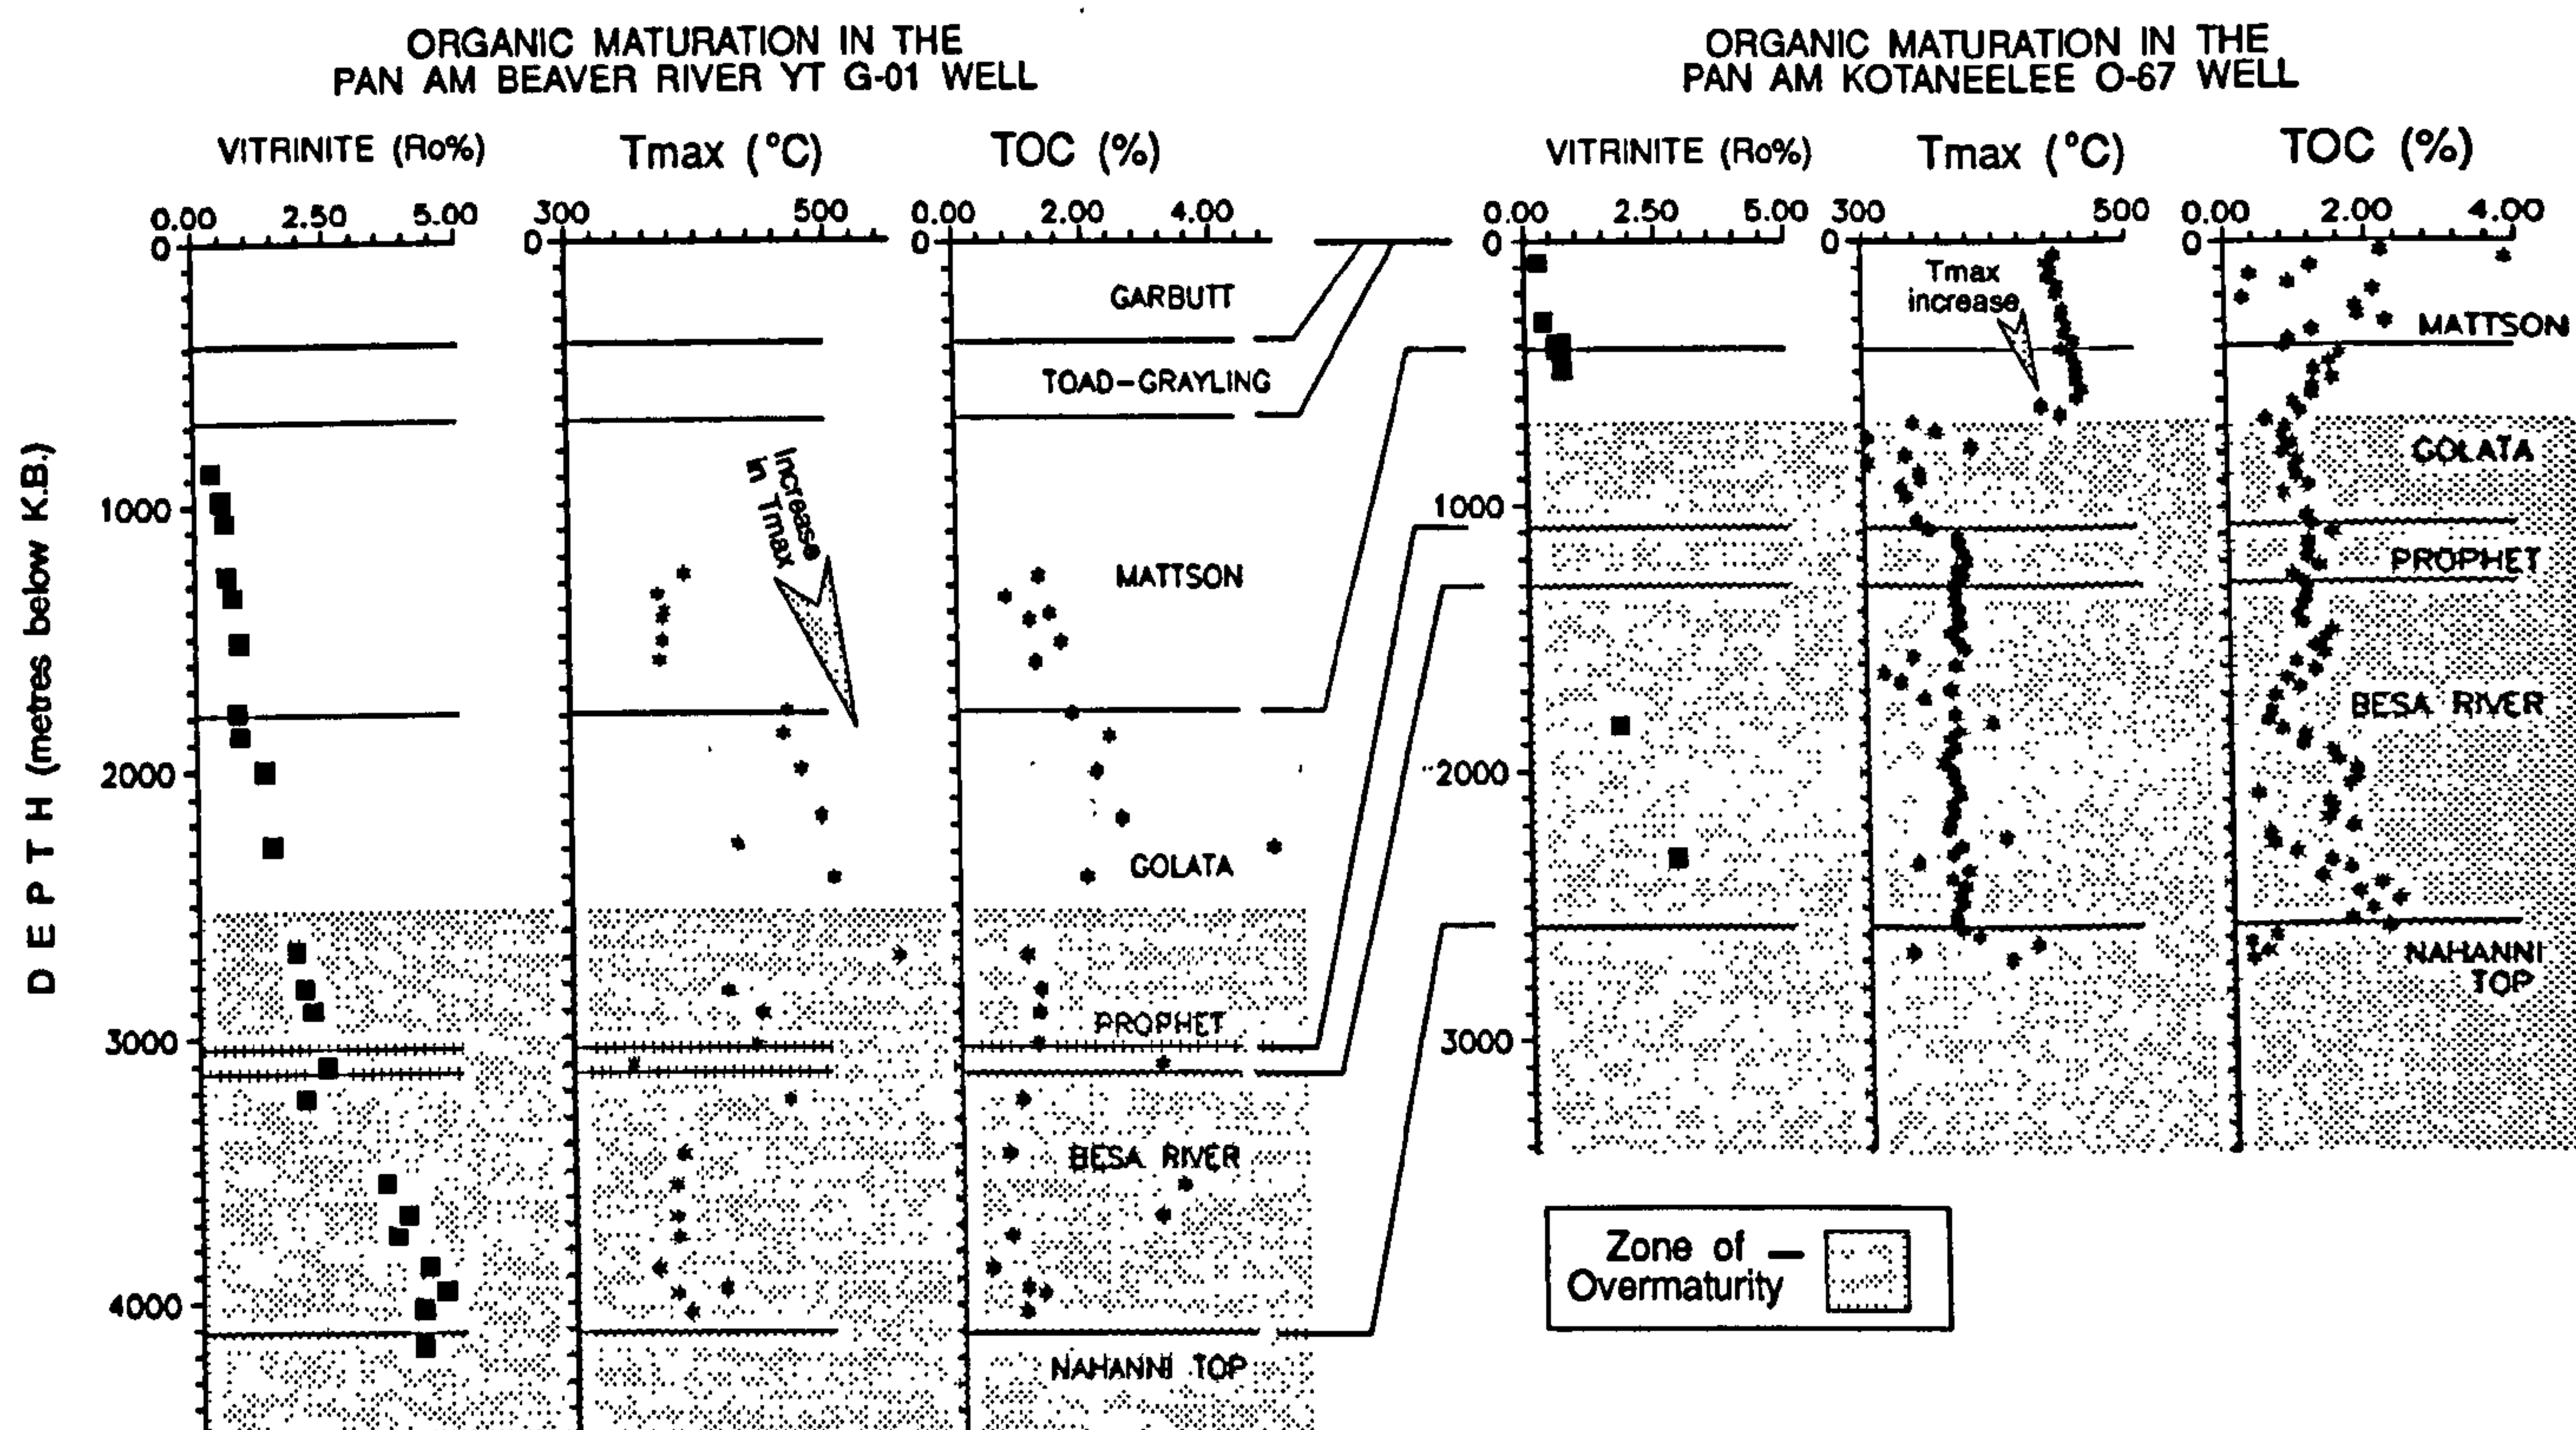 ORGANIC MATURATION IN THE
PAN AM BEAVER RIVER YT G-01 WELL
VITRINITE (Ro%)
Tmax (°C)
TOC (%)
0.00 2.50 5.00
300 500
0.00 2.00 4.00
0
0
0
1000
2000
3000
4000
DEPTH (metres below K.B.)
Increase
in Tmax
GARBUTT
TOAD-GRAYLING
MATTSON
GOLATA
PROPHET
BESA RIVER
NAHANNI TOP
ORGANIC MATURATION IN THE
PAN AM KOTANEELEE O-67 WELL
VITRINITE (Ro%)
Tmax (°C)
TOC (%)
0.00 2.50 5.00
300 500
0.00 2.00 4.00
0
0
0
1000
2000
3000
Tmax
increase
MATTSON
GOLATA
PROPHET
BESA RIVER
NAHANNI
TOP
Zone of
Overmaturity